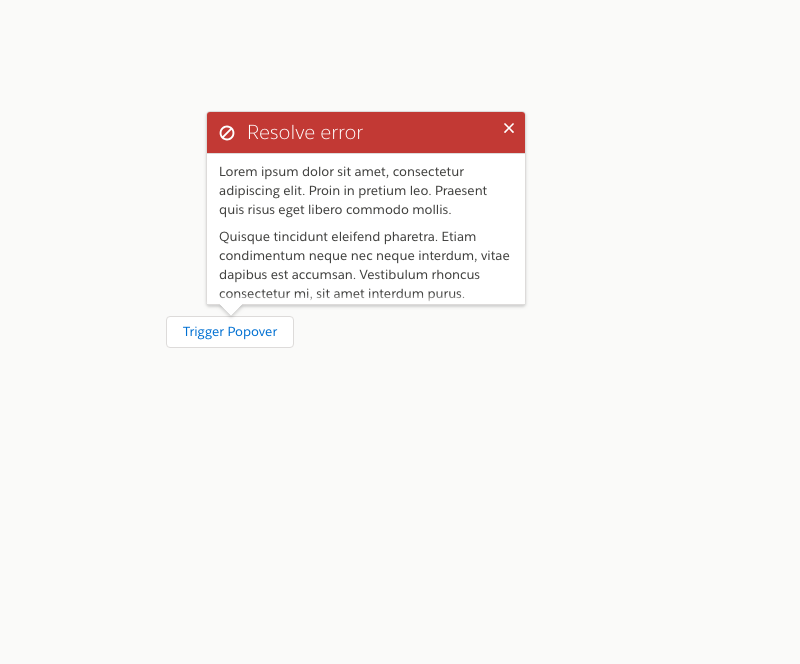 Resolve error
Lorem ipsum dolor sit amet, consectetur
adipiscing elit. Proin in pretium leo. Praesent
quis risus eget libero commodo mollis.
Quisque tincidunt eleifend pharetra. Etiam
condimentum neque nec neque interdum, vitae
dapibus est accumsan. Vestibulum rhoncus
consectetur mi, sit amet interdum purus.
Trigger Popover